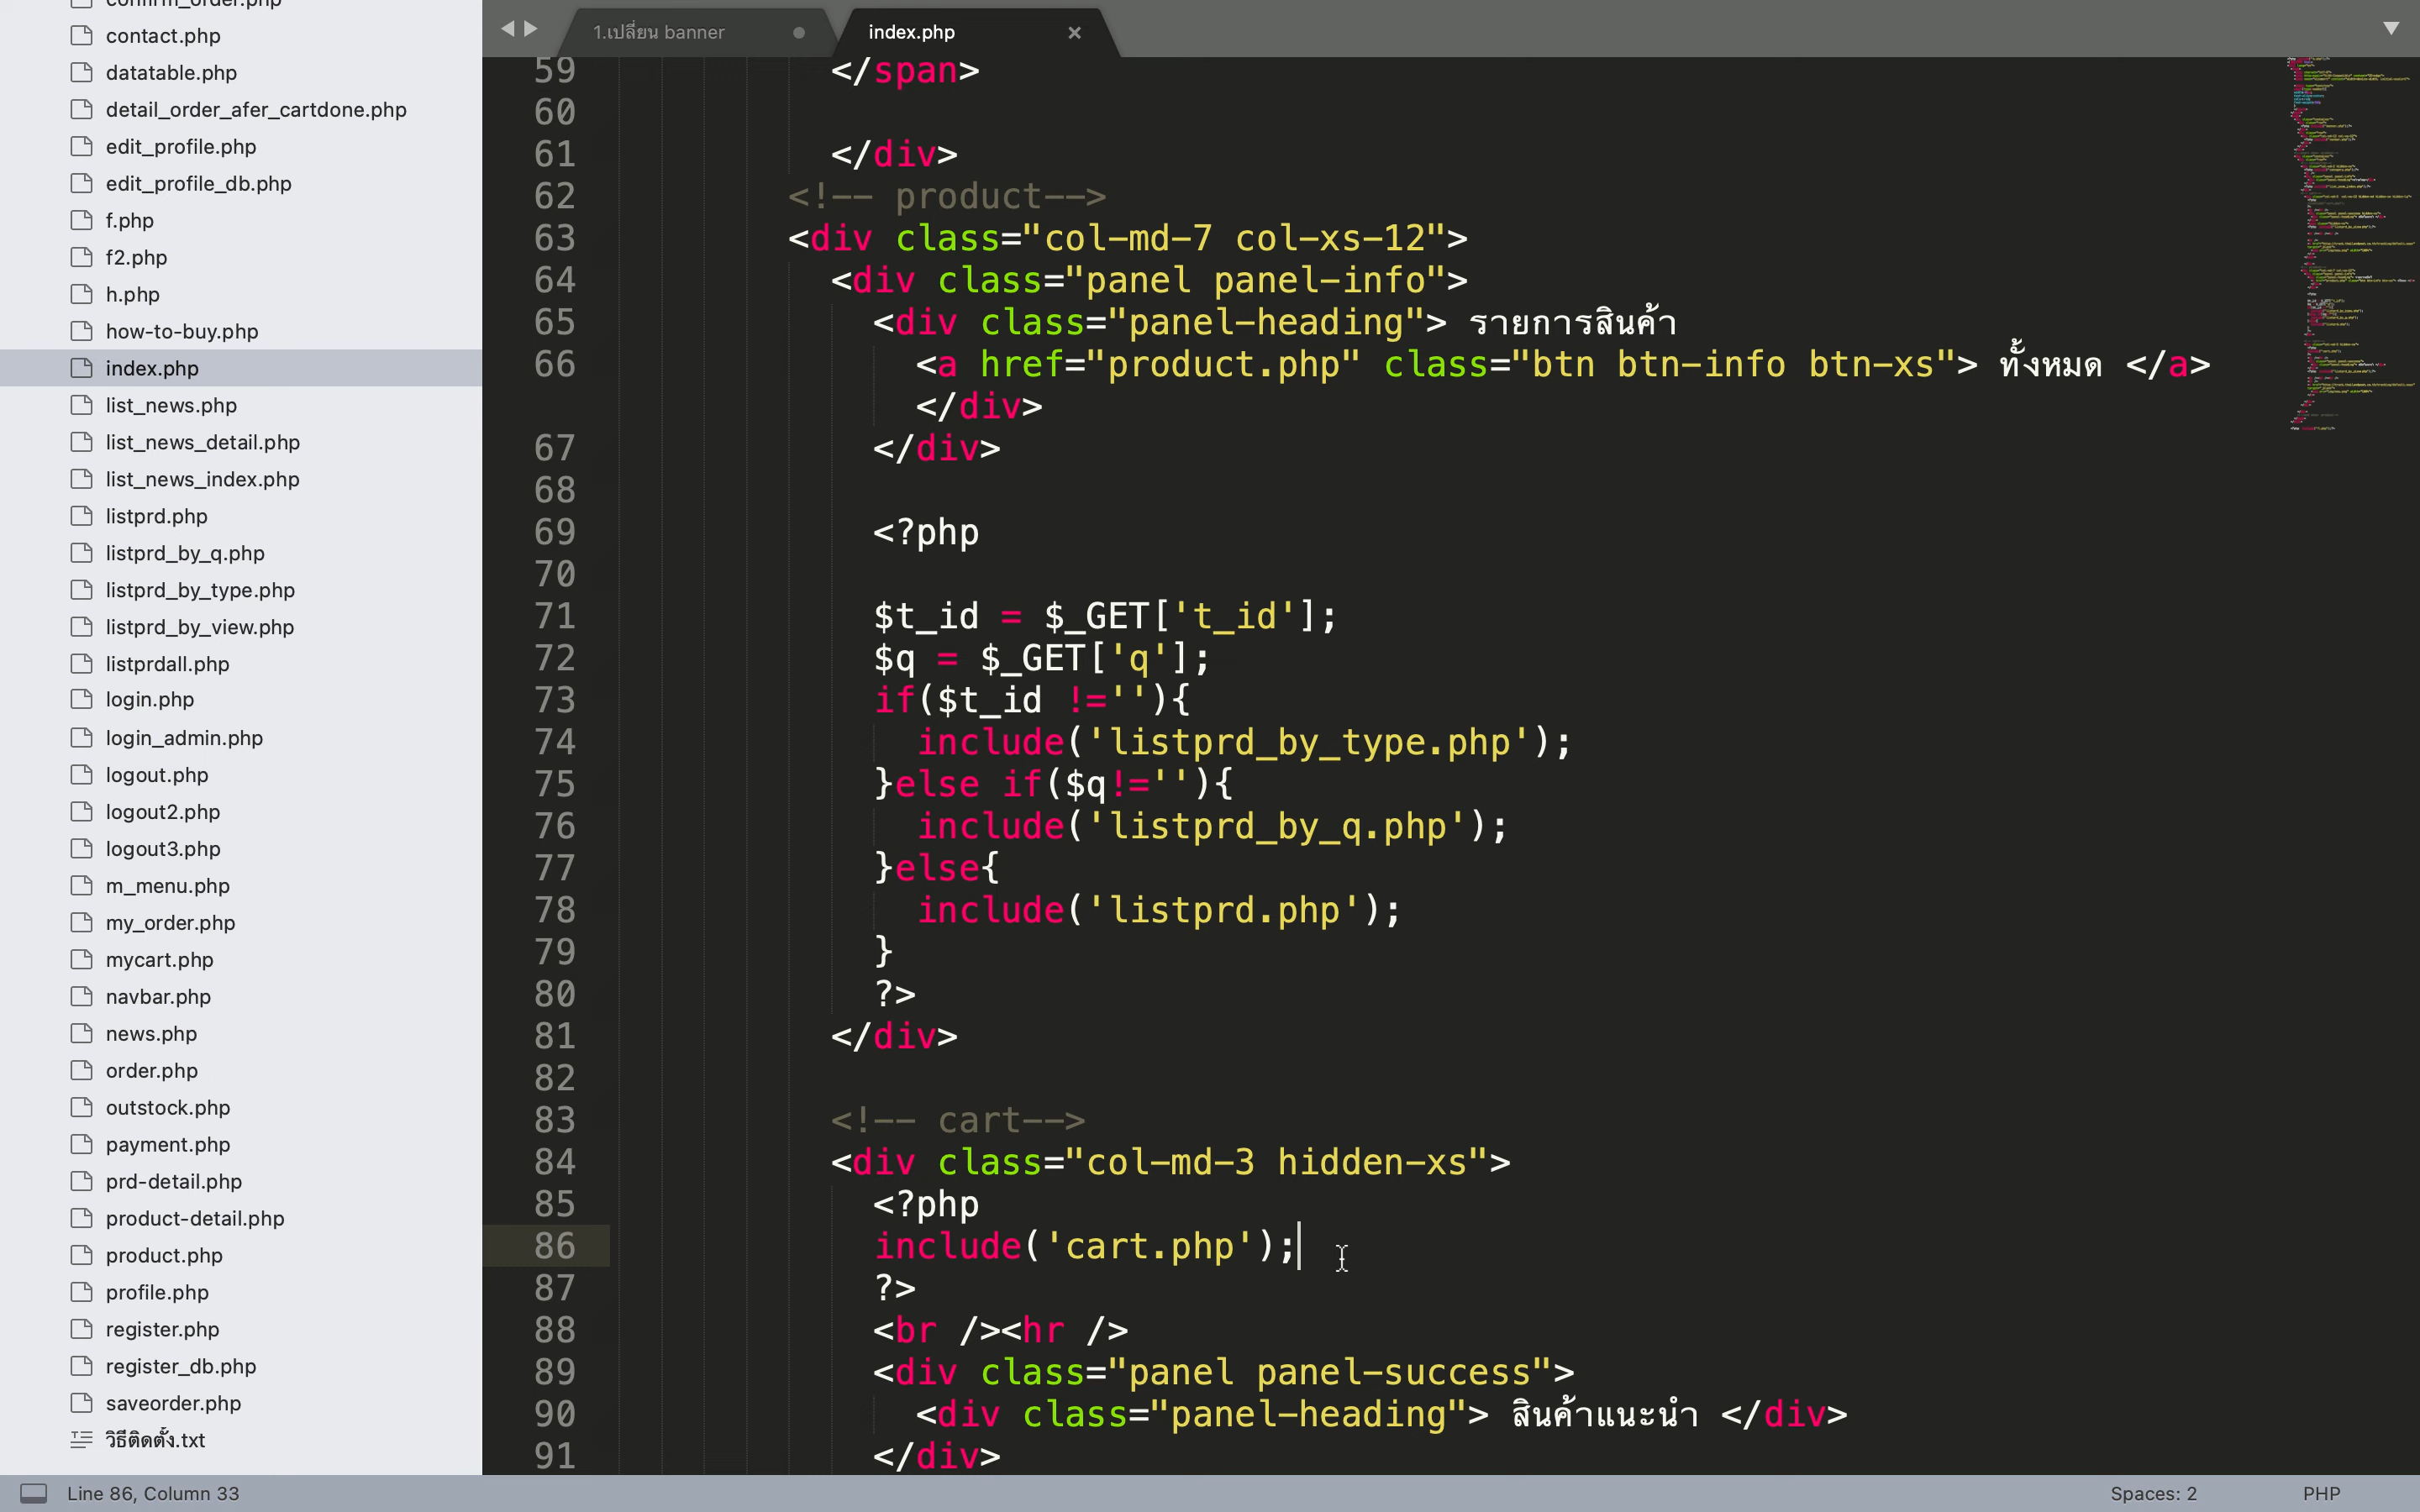 confirm_order.php
contact.php
datatable.php
detail_order_afer_cartdone.php
edit_profile.php
edit_profile_db.php
f.php
f2.php
h.php
how-to-buy.php
index.php
list_news.php
list_news_detail.php
list_news_index.php
listprd.php
listprd_by_q.php
listprd_by_type.php
listprd_by_view.php
listprdall.php
login.php
login_admin.php
logout.php
logout2.php
logout3.php
m_menu.php
my_order.php
mycart.php
navbar.php
news.php
order.php
outstock.php
payment.php
prd-detail.php
product-detail.php
product.php
profile.php
register.php
register_db.php
saveorder.php
วิธีติดตั้ง.txt
1.เปลี่ยน banner
index.php
59 </span>
60
61 </div>
62 <!-- product-->
63 <div class="col-md-7 col-xs-12">
64 <div class="panel panel-info">
65 <div class="panel-heading"> รายการสินค้า
66 <a href="product.php" class="btn btn-info btn-xs"> ทั้งหมด </a>
</div>
67 </div>
68
69 <?php
70
71 $t_id = $_GET['t_id'];
72 $q = $_GET['q'];
73 if($t_id !=''){
74 include('listprd_by_type.php');
75 }else if($q!=''){
76 include('listprd_by_q.php');
77 }else{
78 include('listprd.php');
79 }
80 ?>
81 </div>
82
83 <!-- cart-->
84 <div class="col-md-3 hidden-xs">
85 <?php
86 include('cart.php');
87 ?>
88 <br /><hr />
89 <div class="panel panel-success">
90 <div class="panel-heading"> สินค้าแนะนำ </div>
91 </div>
Line 86, Column 33
Spaces: 2
PHP